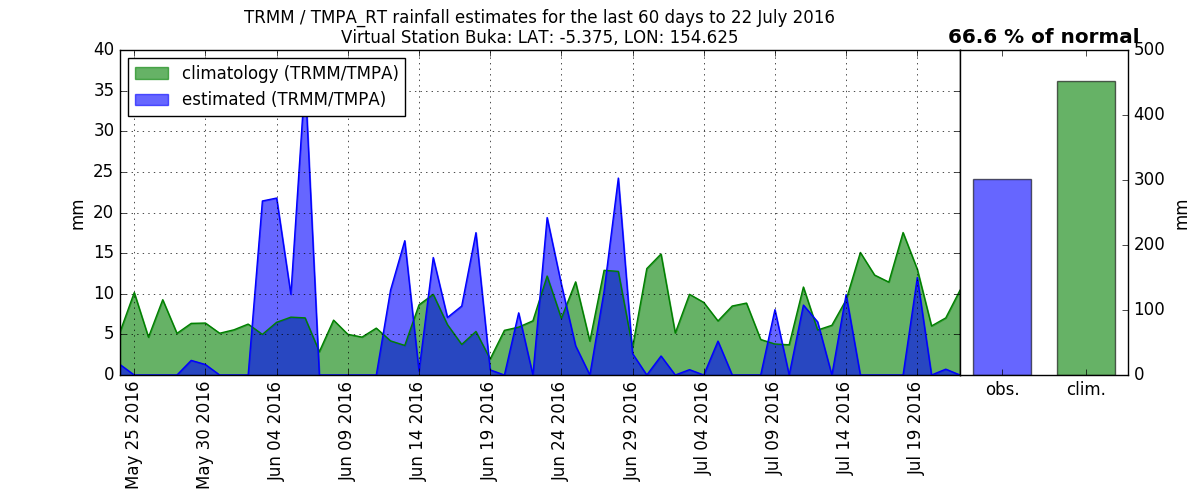 TRMM / TMPA_RT rainfall estimates for the last 60 days to 22 July 2016
Virtual Station Buka: LAT: -5.375, LON: 154.625
66.6 % of normal
climatology (TRMM/TMPA)
estimated (TRMM/TMPA)
mm
40
35
30
25
20
15
10
5
0
May 25 2016
May 30 2016
Jun 04 2016
Jun 09 2016
Jun 14 2016
Jun 19 2016
Jun 24 2016
Jun 29 2016
Jul 04 2016
Jul 09 2016
Jul 14 2016
Jul 19 2016
500
400
300
200
100
0
mm
obs.
clim.